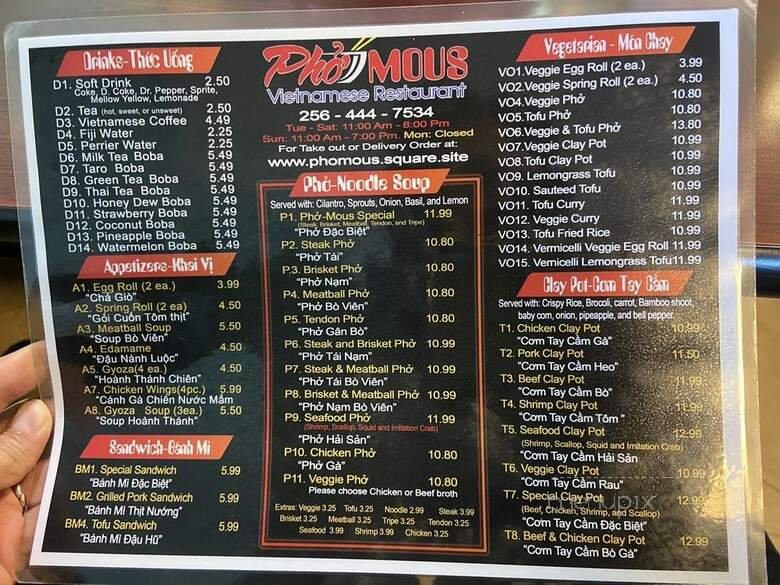 Drinks-Thức Uống
D1. Soft Drink 2.50
Coke, D. Coke, Dr. Pepper, Sprite,
Mellow Yellow, Lemonade
D2. Tea (hot, sweet, or unsweet) 2.50
D3. Vietnamese Coffee 4.49
D4. Fiji Water 2.25
D5. Perrier Water 2.25
D6. Milk Tea Boba 5.49
D7. Taro Boba 5.49
D8. Green Tea Boba 5.49
D9. Thai Tea Boba 5.49
D10. Honey Dew Boba 5.49
D11. Strawberry Boba 5.49
D12. Coconut Boba 5.49
D13. Pineapple Boba 5.49
D14. Watermelon Boba 5.49
Appetizers-Khai Vị
A1. Egg Roll (2 ea.) 3.99
"Chả Giò"
A2. Spring Roll (2 ea) 4.50
"Gỏi Cuốn Tôm thịt"
A3. Meatball Soup 5.50
"Soup Bò Viên"
A4. Edamame 4.50
"Đậu Nành Luộc"
A5. Gyoza(4 ea.) 4.50
"Hoành Thánh Chiên"
A7. Chicken Wings(4pc.) 5.99
"Cánh Gà Chiên Nước Mắm
A8. Gyoza Soup (3ea.) 5.50
"Soup Hoành Thánh"
Sandwich-Bánh Mì
BM1. Special Sandwich 5.99
"Bánh Mì Đặc Biệt"
BM2. Grilled Pork Sandwich 5.99
"Bánh Mì Thịt Nướng"
BM4. Tofu Sandwich 5.99
"Bánh Mì Đậu Hũ"
Phở MOUS
Vietnamese Restaurant
256 - 444 - 7534
Tue - Sat: 11:00 Am - 8:00 Pm
Sun: 11:00 Am - 7:00 Pm. Mon: Closed
For Take out or Delivery Order at:
www.phomous.square.site
Phở-Noodle Soup
Served with: Cilantro, Sprouts, Onion, Basil, and Lemon
P1. Phở-Mous Special 11.99
(Steak, Brisket, Meatball, Tendon, and Tripe)
"Phở Đặc Biệt"
P2. Steak Phở 10.80
"Phở Tái"
P.3. Brisket Phở 10.80
"Phở Nạm"
P4. Meatball Phở 10.80
"Phở Bò Viên"
P5. Tendon Phở 10.80
"Phở Gân Bò"
P6. Steak and Brisket Phở 10.80
"Phở Tái Nạm"
P7. Steak & Meatball Phở 10.80
"Phở Tái Bò Viên"
P8. Brisket & Meatball Phở 10.80
"Phở Nạm Bò Viên"
P9. Seafood Phở 11.99
(Shrimp, Scallop, Squid and Imitation Crab)
"Phở Hải Sản"
P10. Chicken Phở 10.80
"Phở Gà"
P11. Veggie Phở 10.80
Please choose Chicken or Beef broth
Extras: Veggie 3.25 Tofu 3.25 Noodle 2.99 Steak 3.99
Brisket 3.25 Meatball 3.25 Tripe 3.25 Tendon 3.25
Seafood 3.99 Shrimp 3.99 Chicken 3.25
Vegetarian - Món Chay
VO1.Veggie Egg Roll (2 ea.) 3.99
VO2.Veggie Spring Roll (2 ea.) 4.50
VO4.Veggie Phở 10.80
VO5.Tofu Phở 10.80
VO6.Veggie & Tofu Phở 13.80
VO7.Veggie Clay Pot 10.99
VO8.Tofu Clay Pot 10.99
VO9. Lemongrass Tofu 10.99
VO10. Sauteed Tofu 10.99
VO11. Tofu Curry 10.99
VO12. Veggie Curry 10.99
VO13. Tofu Fried Rice 10.99
VO14. Vermicelli Veggie Egg Roll 11.99
VO15. Vermicelli Lemongrass Tofu11.99
Clay Pot-Cơm Tay Cầm
Served with: Crispy Rice, Brocoli, carrot, Bamboo shoot,
baby corn, onion, pipeapple, and bell pepper.
T1. Chicken Clay Pot 10.99
"Cơm Tay Cầm Gà"
T2. Pork Clay Pot 11.50
"Cơm Tay Cầm Heo"
T3. Beef Clay Pot
"Cơm Tay Cầm Bò"
T4. Shrimp Clay Pot
"Cơm Tay Cầm Tôm "
T5. Seafood Clay Pot 12.99
(Shrimp, Scallop, Squid and Imitation Crab)
"Cơm Tay Cầm Hải Sản
T6. Veggie Clay Pot 10.99
"Cơm Tay Cầm Rau"
T7. Special Clay Pot 12.99
(Beef, Chicken, Shrimp, and Scallop)
"Cơm Tay Cầm Đặc Biệt"
T8. Beef & Chicken Clay Pot 12.99
"Cơm Tay Cầm Bò Gà"
menupix